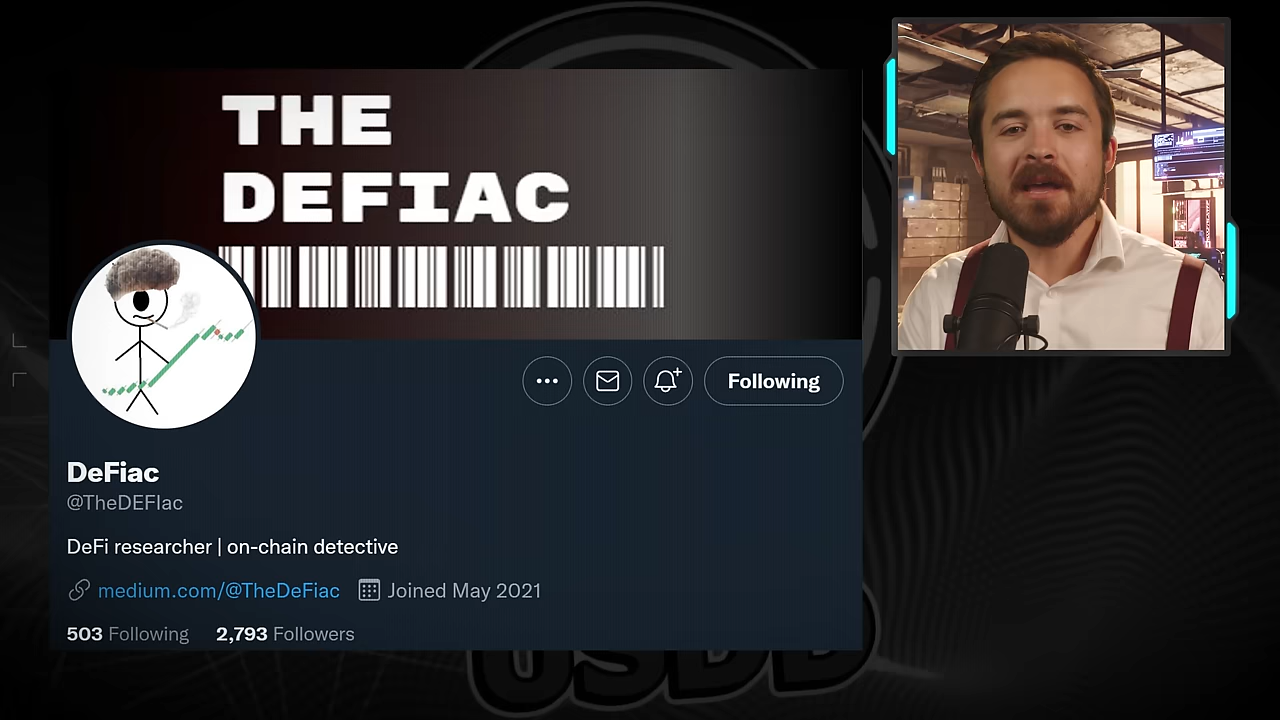 THE
DEFIAC
Following
DeFiac
@TheDEFIac
DeFi researcher | on-chain detective
medium.com/@TheDeFiac Joined May 2021
503 Following 2,793 Followers
USDD